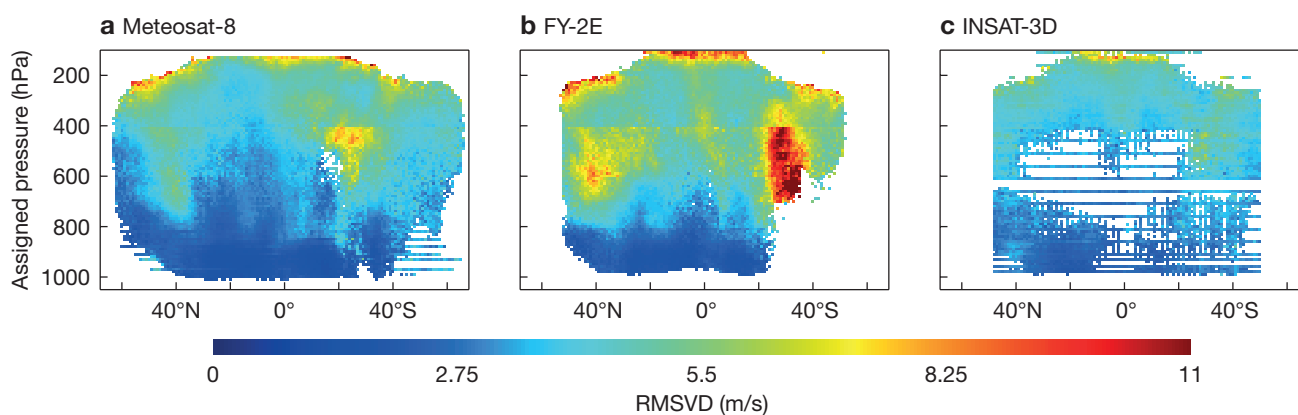 a Meteosat-8
b FY-2E
c INSAT-3D
Assigned pressure (hPa)
200
400
600
800
1000
40°N 0° 40°S
40°N 0° 40°S
40°N 0° 40°S
0 2.75 5.5 8.25 11
RMSVD (m/s)